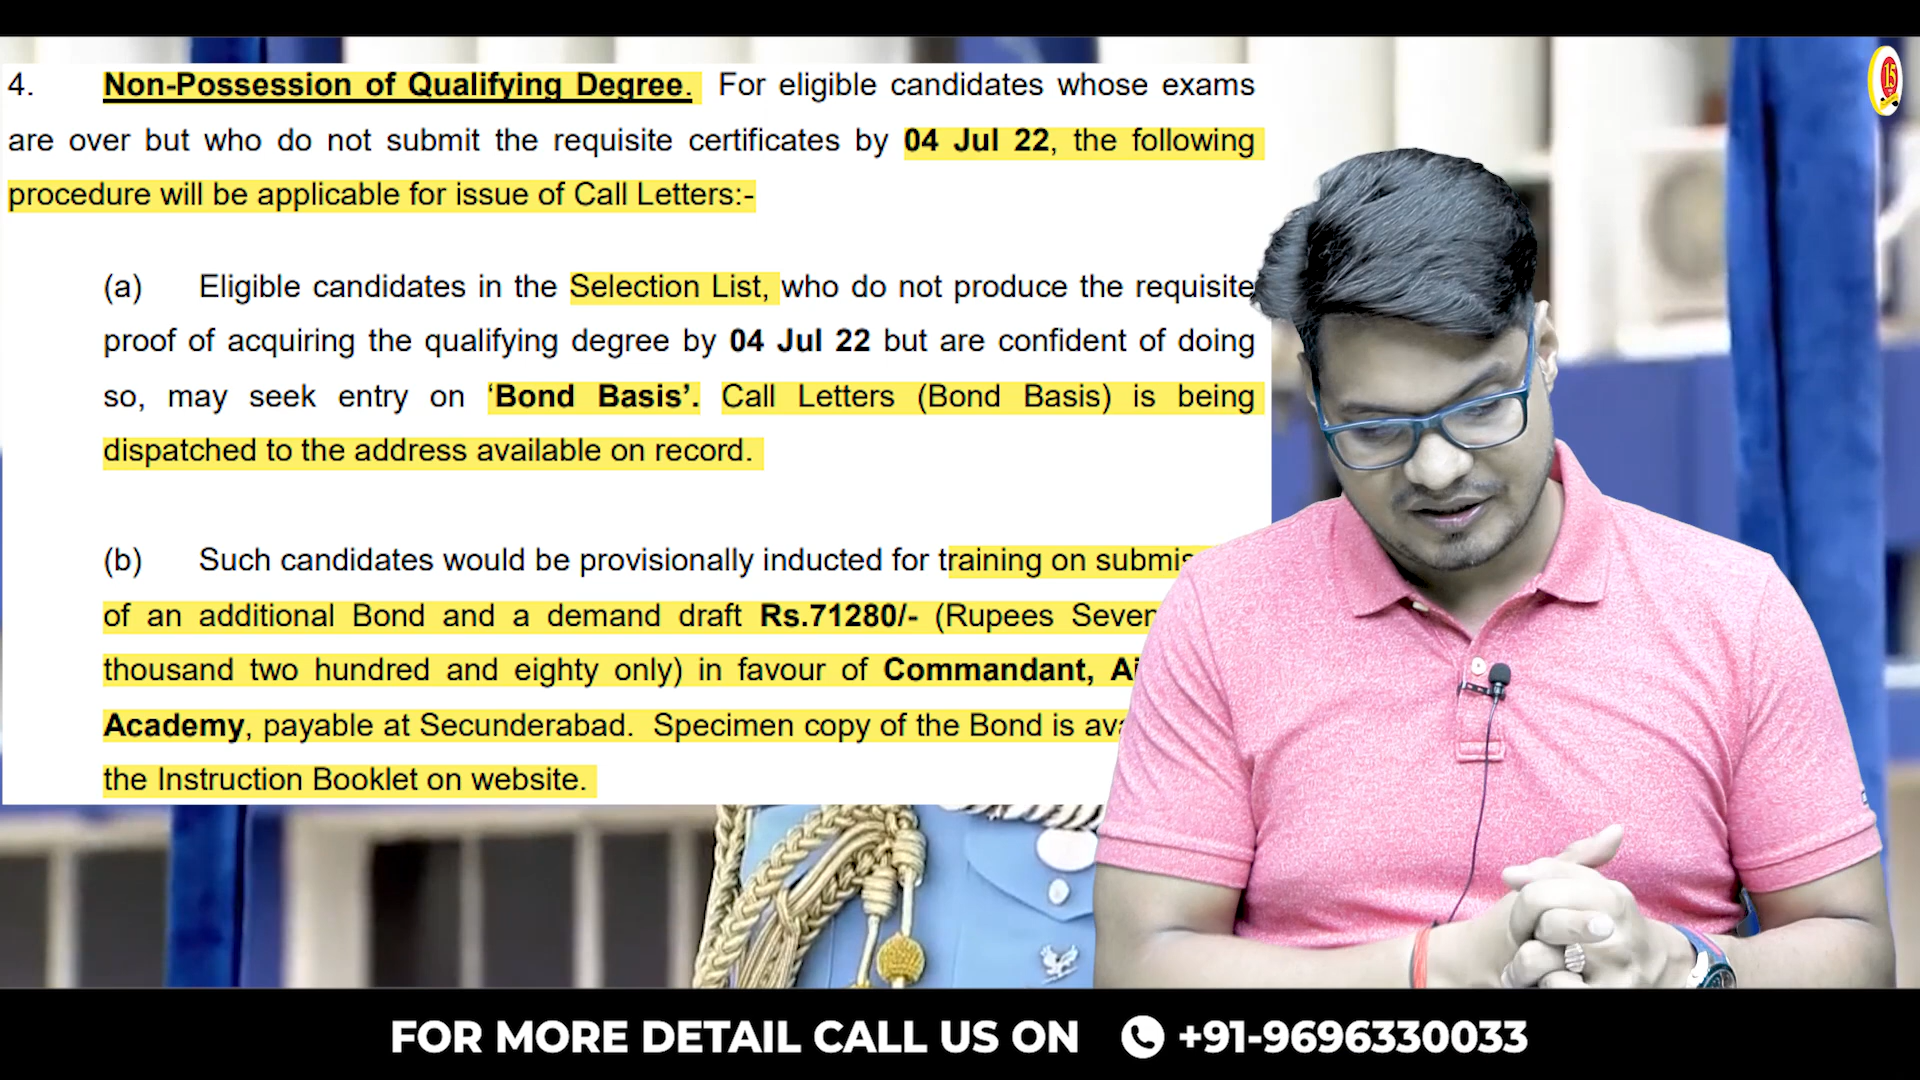 4. Non-Possession of Qualifying Degree. For eligible candidates whose exams
are over but who do not submit the requisite certificates by 04 Jul 22, the following
procedure will be applicable for issue of Call Letters:-
(a) Eligible candidates in the Selection List, who do not produce the requisite
proof of acquiring the qualifying degree by 04 Jul 22 but are confident of doing
so, may seek entry on ‘Bond Basis’. Call Letters (Bond Basis) is being
dispatched to the address available on record.
(b) Such candidates would be provisionally inducted for training on
of an additional Bond and a demand draft Rs.71280/- (Rupees
thousand two hundred and eighty only) in favour of Commandant,
Academy, payable at Secunderabad. Specimen copy of the Bond is
the Instruction Booklet on website.
15
FOR MORE DETAIL CALL US ON +91-9696330033